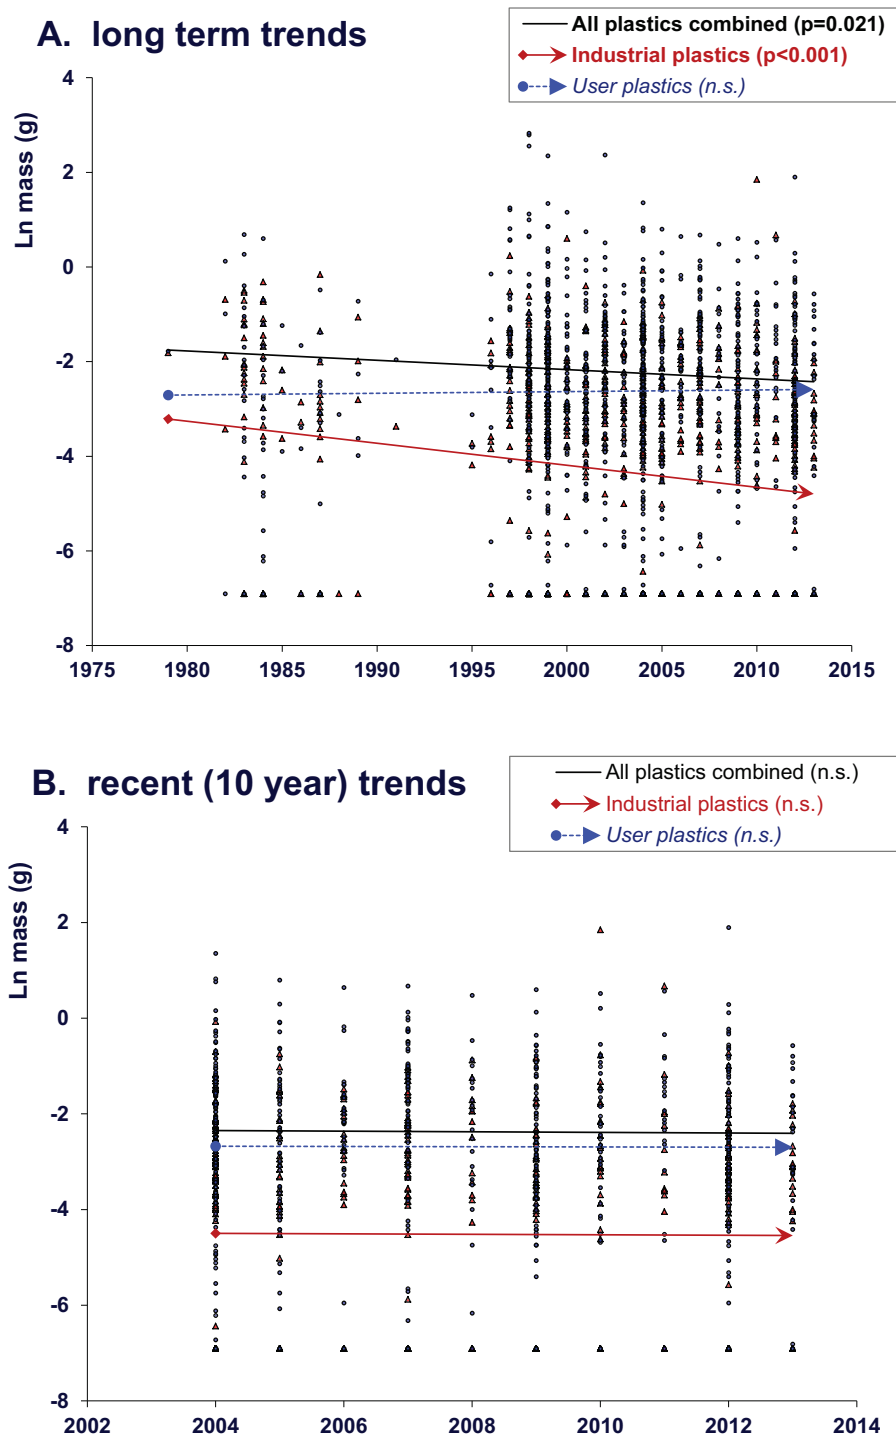 A. long term trends
All plastics combined (p=0.021)
Industrial plastics (p<0.001)
User plastics (n.s.)
Ln mass (g)
4
2
0
-2
-4
-6
-8
1975 1980 1985 1990 1995 2000 2005 2010 2015
B. recent (10 year) trends
All plastics combined (n.s.)
Industrial plastics (n.s.)
User plastics (n.s.)
Ln mass (g)
4
2
0
-2
-4
-6
-8
2002 2004 2006 2008 2010 2012 2014